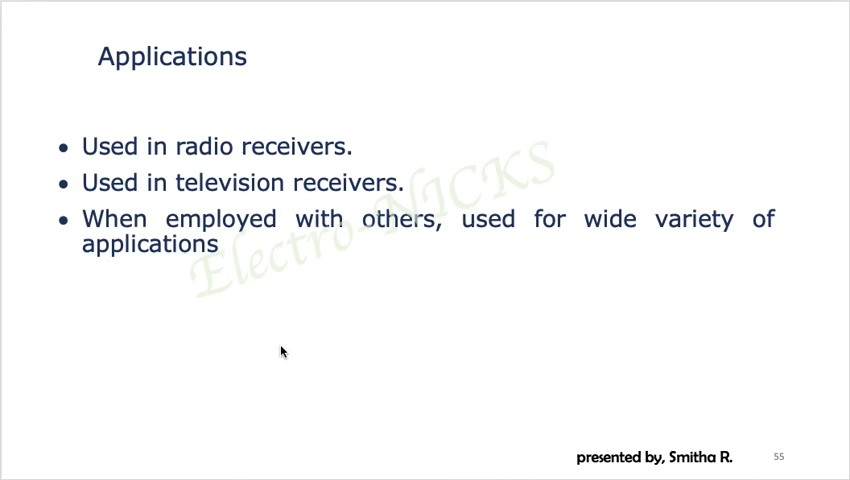 Applications
• Used in radio receivers.
• Used in television receivers.
• When employed with others, used for wide variety of
applications
Electro-NICKS
presented by, Smitha R.
55